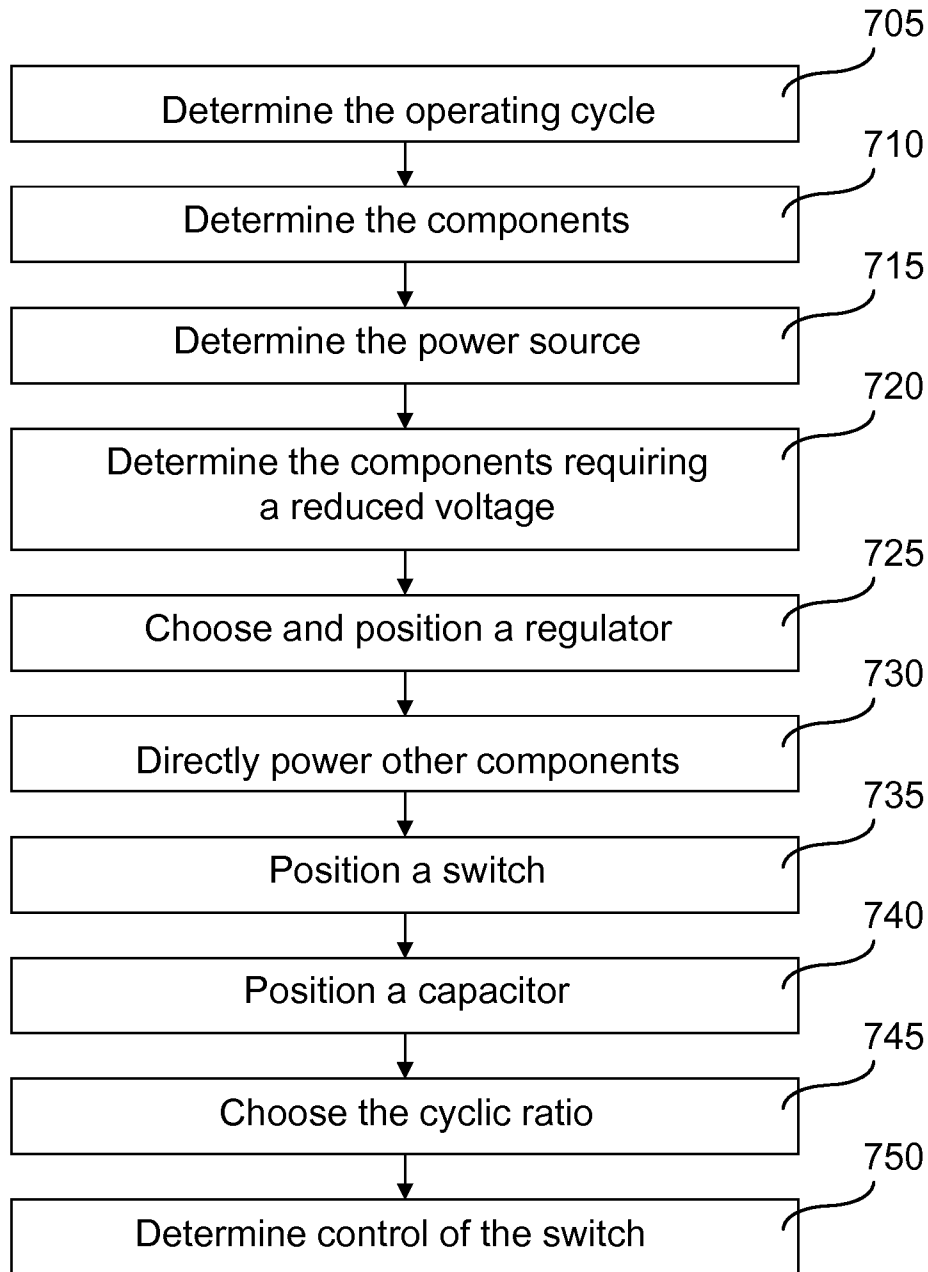 705
Determine the operating cycle
710
Determine the components
715
Determine the power source
720
Determine the components requiring
a reduced voltage
725
Choose and position a regulator
730
Directly power other components
735
Position a switch
740
Position a capacitor
745
Choose the cyclic ratio
750
Determine control of the switch